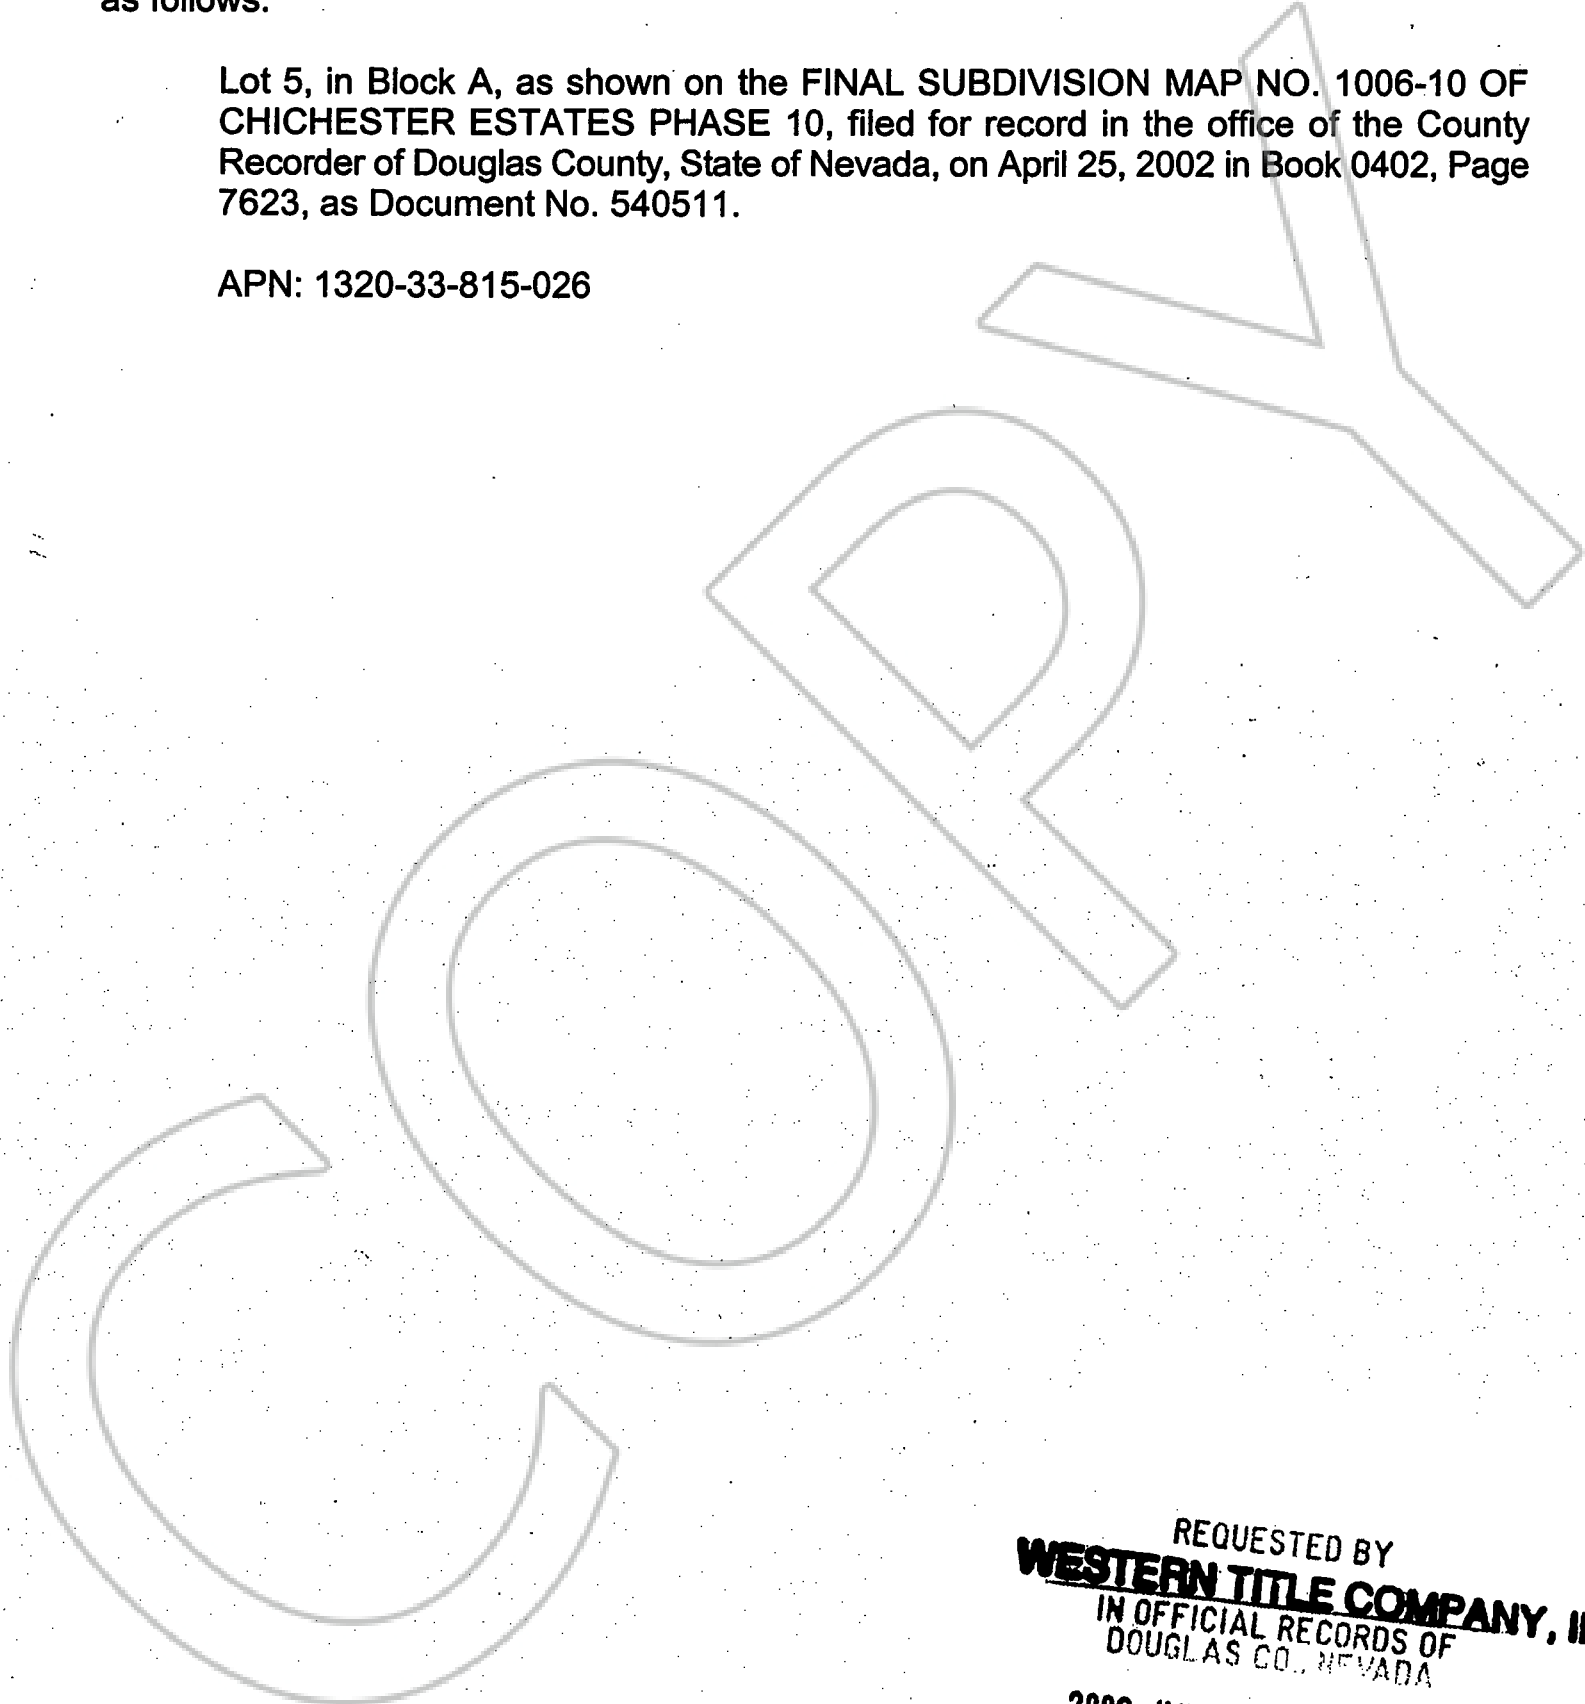 as follows:
Lot 5, in Block A, as shown on the FINAL SUBDIVISION MAP NO. 1006-10 OF
CHICHESTER ESTATES PHASE 10, filed for record in the office of the County
Recorder of Douglas County, State of Nevada, on April 25, 2002 in Book 0402, Page
7623, as Document No. 540511.
APN: 1320-33-815-026
COPY
REQUESTED BY
WESTERN TITLE COMPANY,
IN OFFICIAL RECORDS OF
DOUGLAS CO., NEVADA